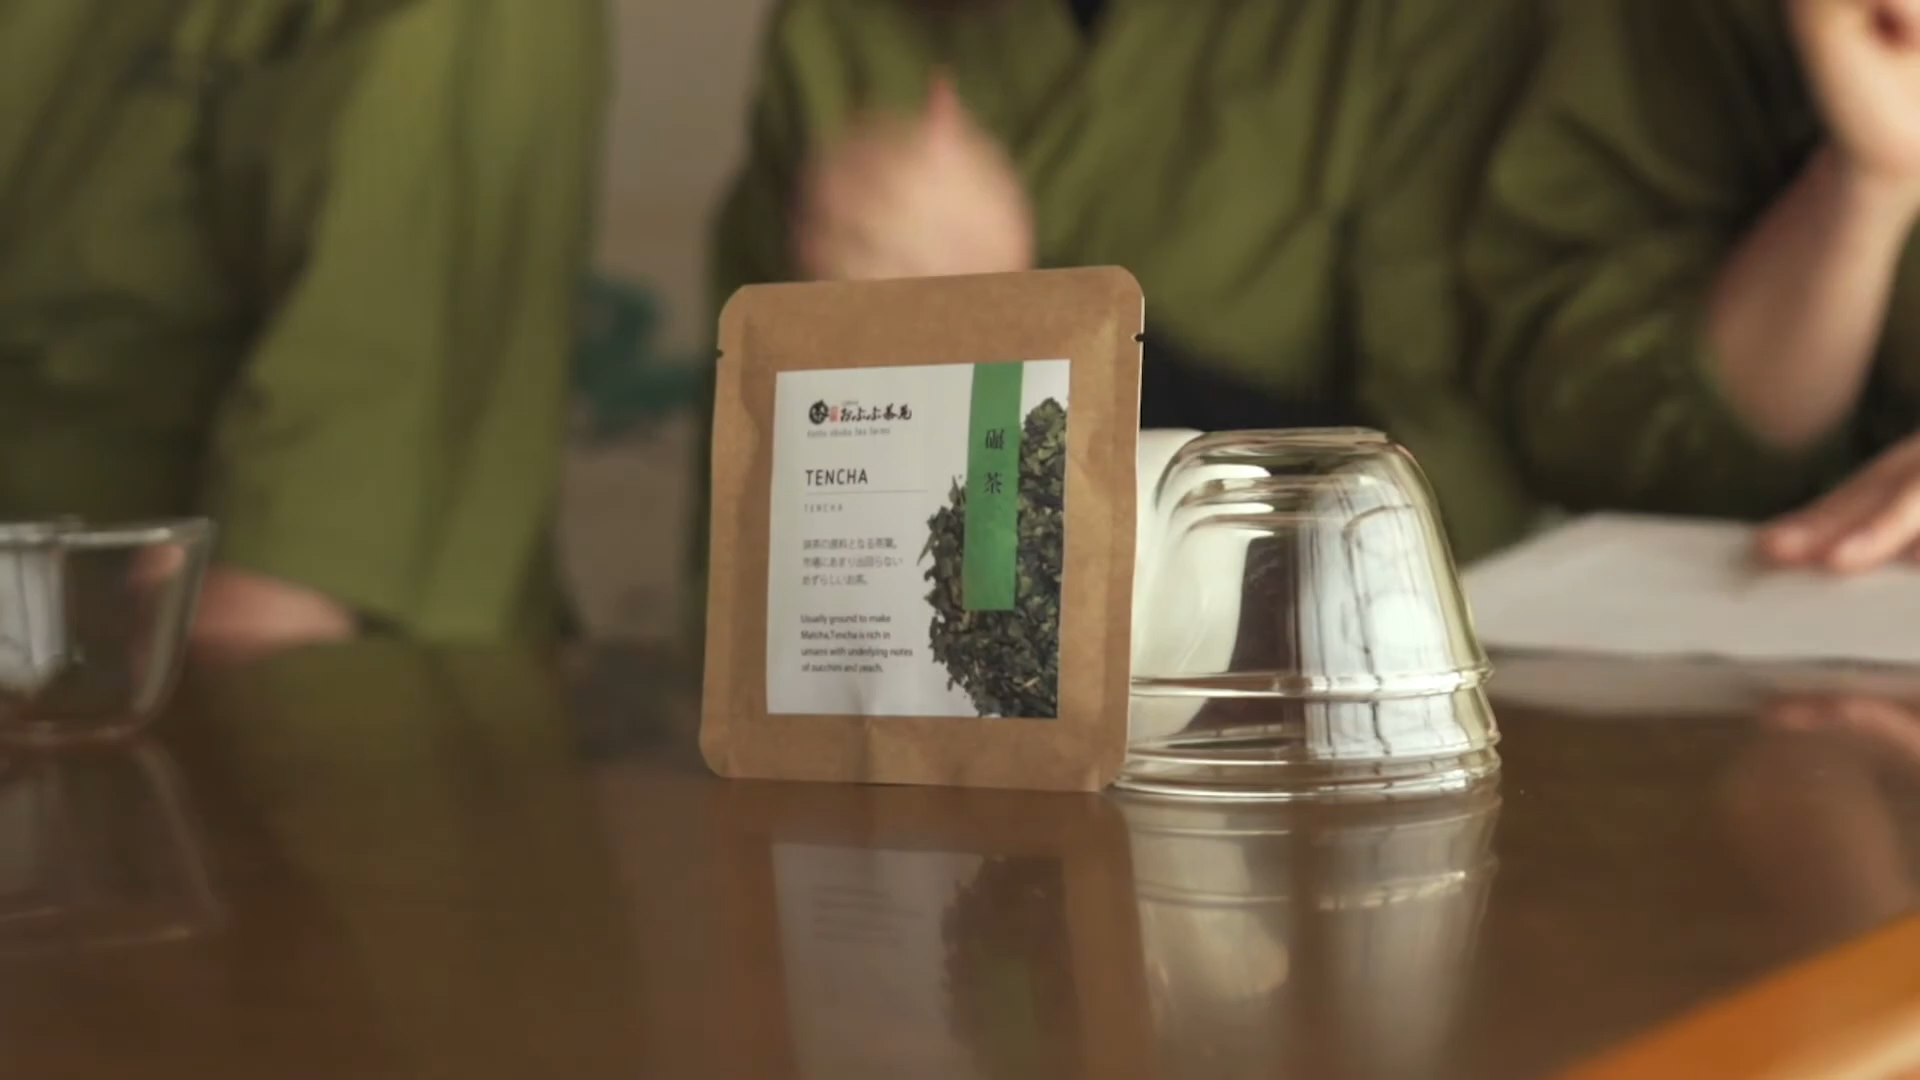 おぶぶ茶苑
Kyoto Obubu Tea Farms
碾茶
TENCHA
TENCHA
抹茶の原料となる茶葉。
市場にあまり出回らない
めずらしいお茶。
Usually ground to make
Matcha,Tencha is rich in
umami with underlying notes
of zucchini and peach.